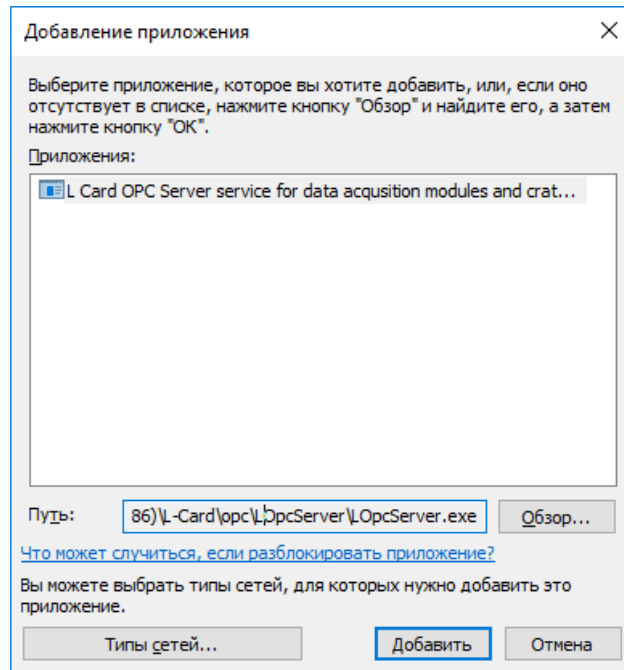 Добавление приложения
Выберите приложение, которое вы хотите добавить, или, если оно
отсутствует в списке, нажмите кнопку "Обзор" и найдите его, а затем
нажмите кнопку "ОК".
Приложения:
L Card OPC Server service for data acqusition modules and crat...
Путь: 86)\L-Card\opc\LOpcServer\LOpcServer.exe Обзор...
Что может случиться, если разблокировать приложение?
Вы можете выбрать типы сетей, для которых нужно добавить это
приложение.
Типы сетей... Добавить Отмена